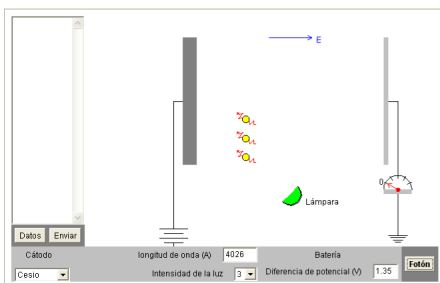 E
0
Lámpara
Datos Enviar
Cátodo longitud de onda (A) 4026 Batería
Cesio Intensidad de la luz 3 Diferencia de potencial (V) 1.35 Fotón